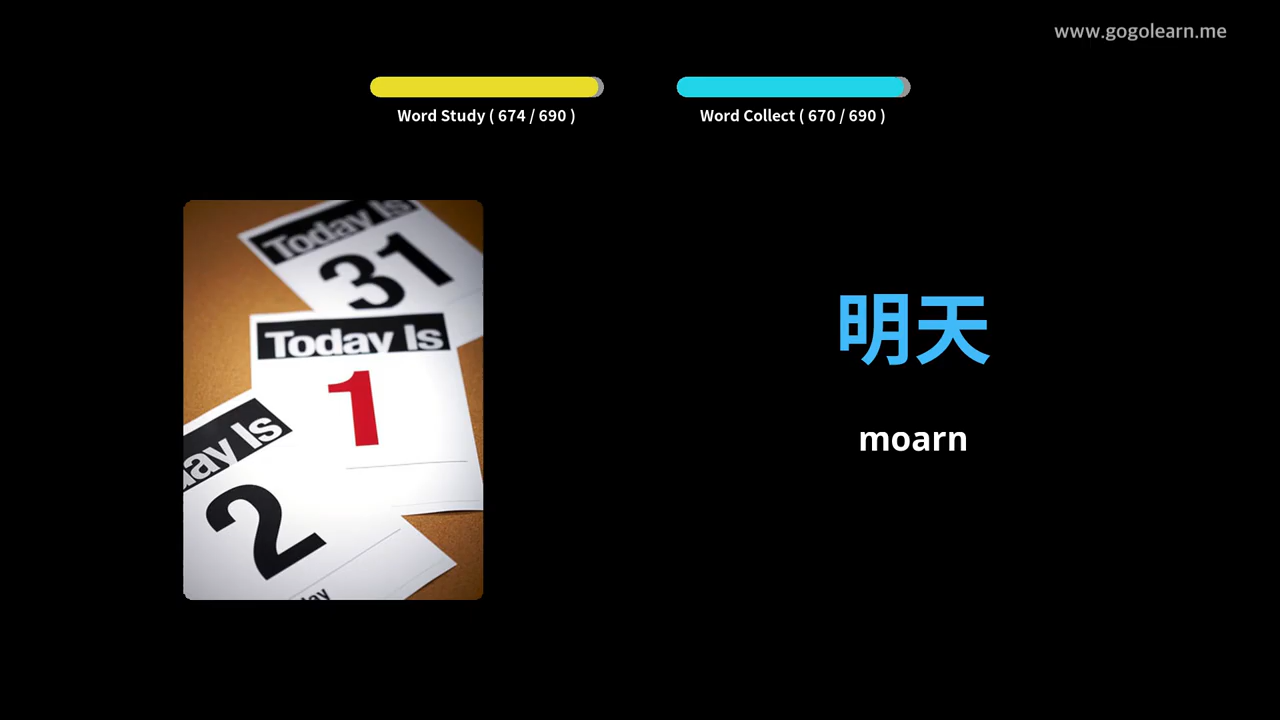 www.gogolearn.me
Word Study ( 674 / 690 )
Word Collect ( 670 / 690 )
Today Is
31
Today Is
1
day Is
2
明天
moarn